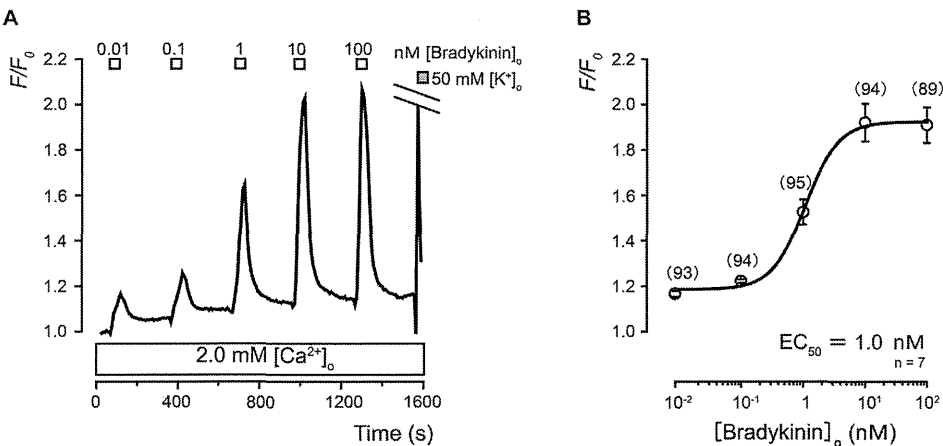 A
F/F₀
2.2
2.0
1.8
1.6
1.4
1.2
1.0
0.01 0.1 1 10 100 nM [Bradykinin]ₒ
50 mM [K⁺]ₒ
2.0 mM [Ca²⁺]ₒ
0 400 800 1200 1600
Time (s)
B
F/F₀
2.2
2.0
1.8
1.6
1.4
1.2
1.0
(93)
(94)
(95)
(94)
(89)
EC₅₀ = 1.0 nM
n = 7
10⁻² 10⁻¹ 1 10¹ 10²
[Bradykinin]ₒ (nM)